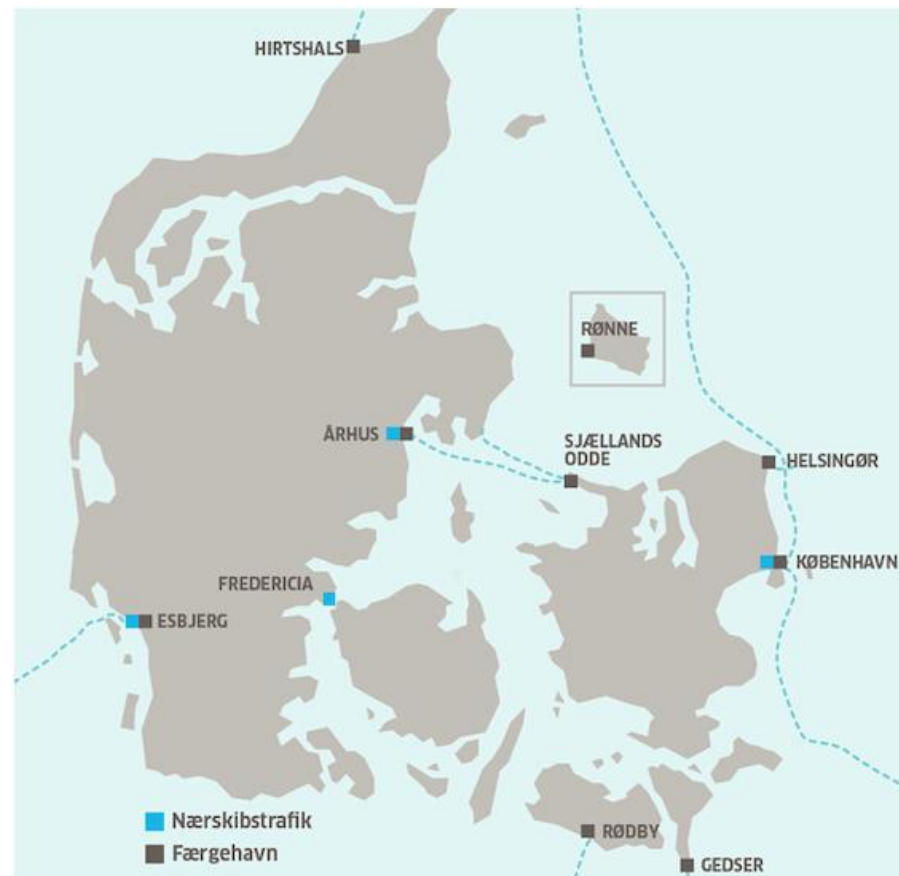 HIRTSHALS
RØNNE
ÅRHUS
SJÆLLANDS
ODDE
HELSINGØR
KØBENHAVN
FREDERICIA
ESBJERG
Nærskibstrafik
Færgehavn
RØDBY
GEDSER